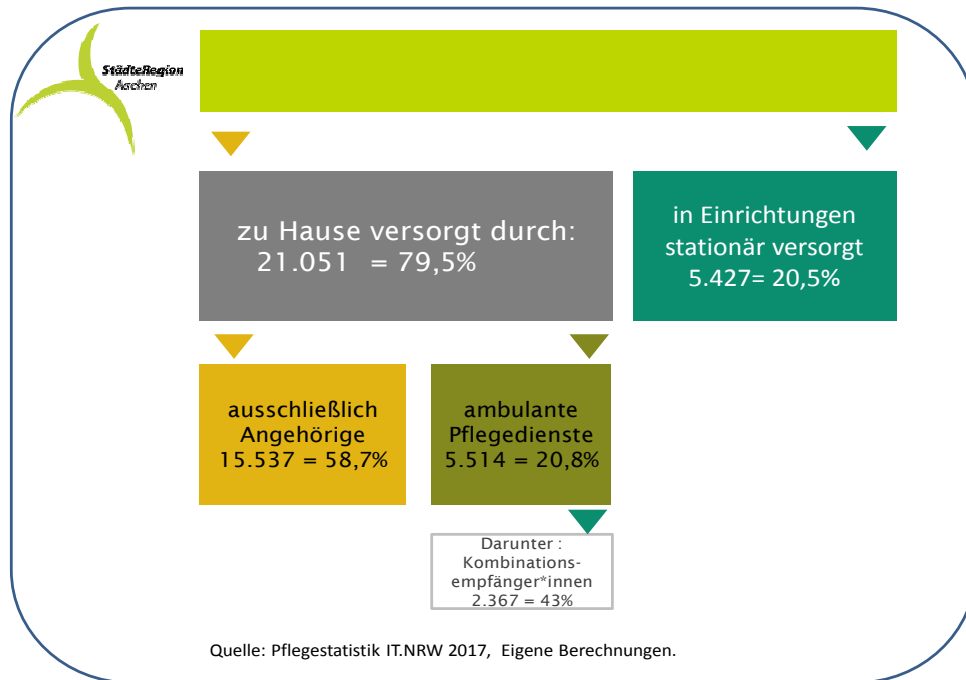 StädteRegion
Aachen
zu Hause versorgt durch:
21.051 = 79,5%
in Einrichtungen
stationär versorgt
5.427= 20,5%
ausschließlich
Angehörige
15.537 = 58,7%
ambulante
Pflegedienste
5.514 = 20,8%
Darunter :
Kombinations-
empfänger*innen
2.367 = 43%
Quelle: Pflegestatistik IT.NRW 2017, Eigene Berechnungen.